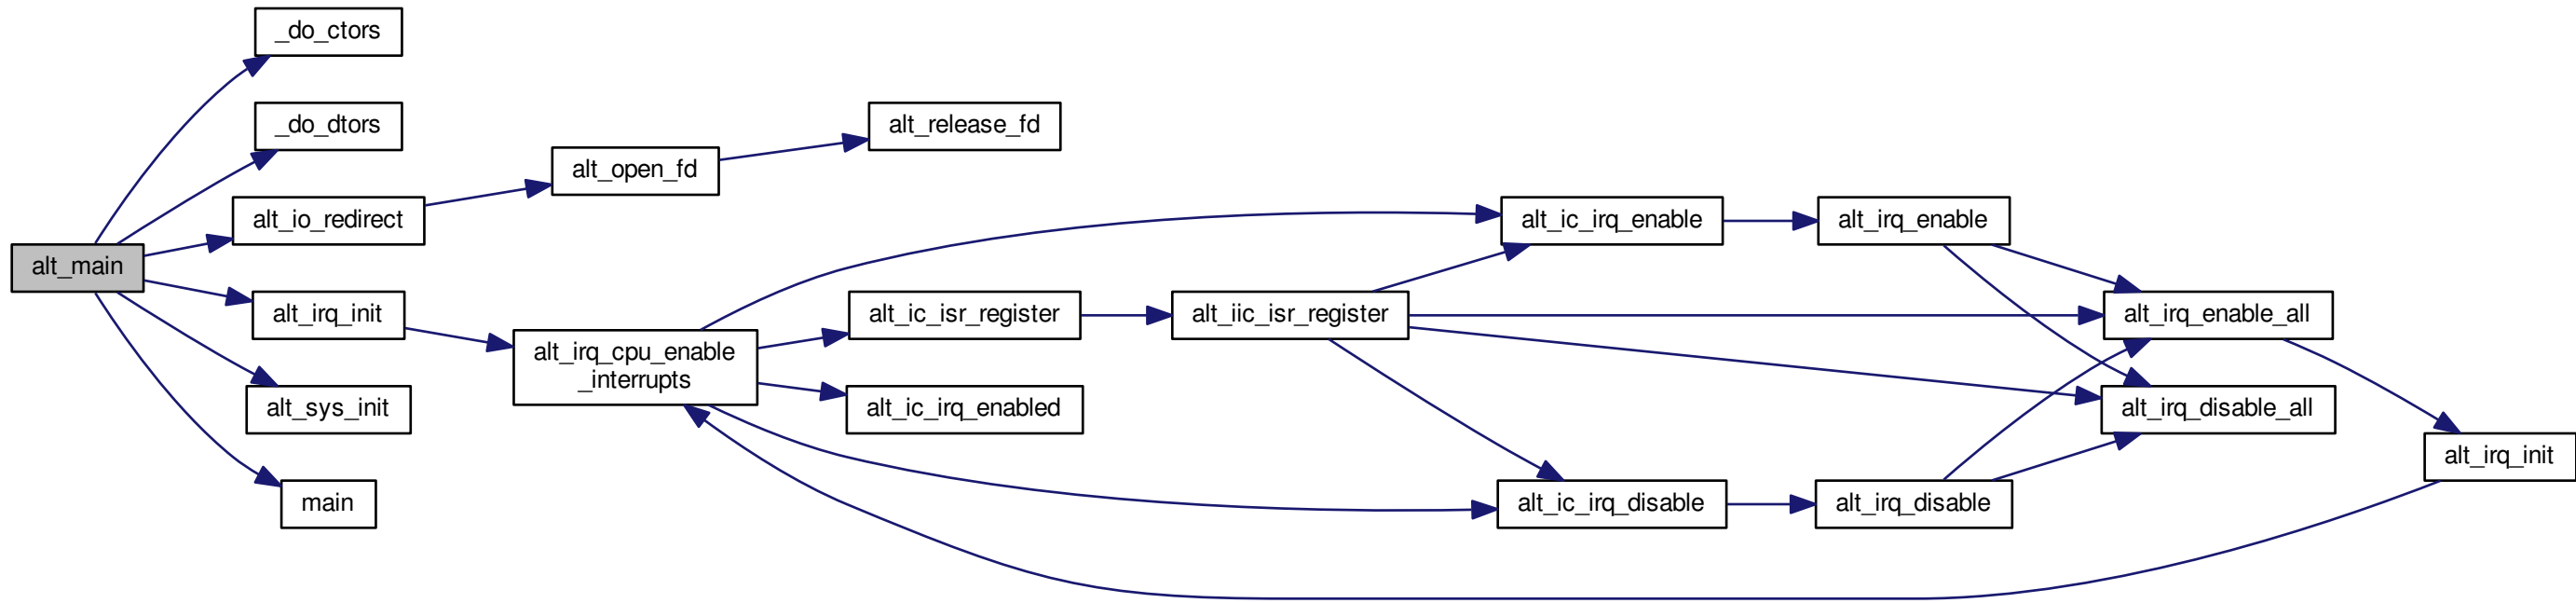 _do_ctors
_do_dtors
alt_release_fd
alt_open_fd
alt_io_redirect
alt_ic_irq_enable
alt_irq_enable
alt_main
alt_irq_init
alt_ic_isr_register
alt_iic_isr_register
alt_irq_enable_all
alt_irq_cpu_enable
_interrupts
alt_sys_init
alt_ic_irq_enabled
alt_irq_disable_all
alt_irq_init
main
alt_ic_irq_disable
alt_irq_disable